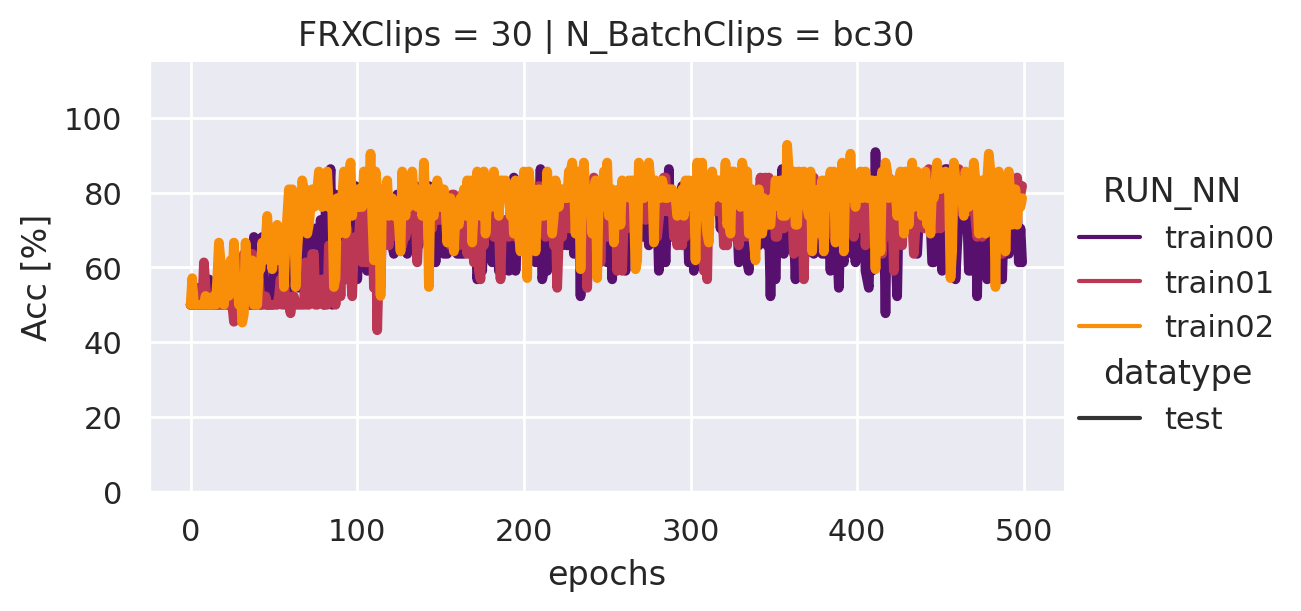 FRXClips = 30 | N_BatchClips = bc30
Acc [%]
100
80
60
40
20
0
0 100 200 300 400 500
epochs
RUN_NN
train00
train01
train02
datatype
test